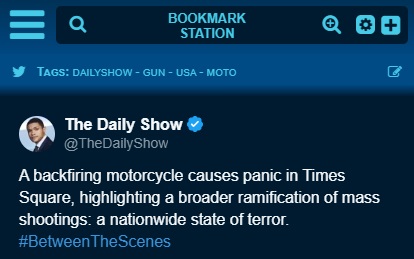 BOOKMARK
STATION
TAGS: DAILYSHOW - GUN - USA - MOTO
The Daily Show
@TheDailyShow
A backfiring motorcycle causes panic in Times
Square, highlighting a broader ramification of mass
shootings: a nationwide state of terror.
#BetweenTheScenes